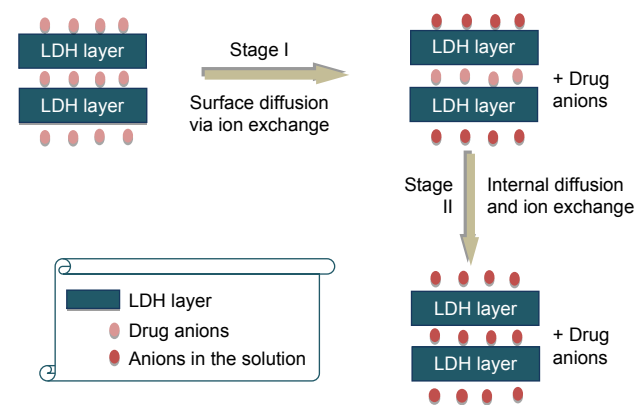 LDH layer
LDH layer
Stage I
Surface diffusion
via ion exchange
LDH layer
LDH layer
+ Drug
anions
Stage
II
Internal diffusion
and ion exchange
LDH layer
LDH layer
+ Drug
anions
LDH layer
Drug anions
Anions in the solution